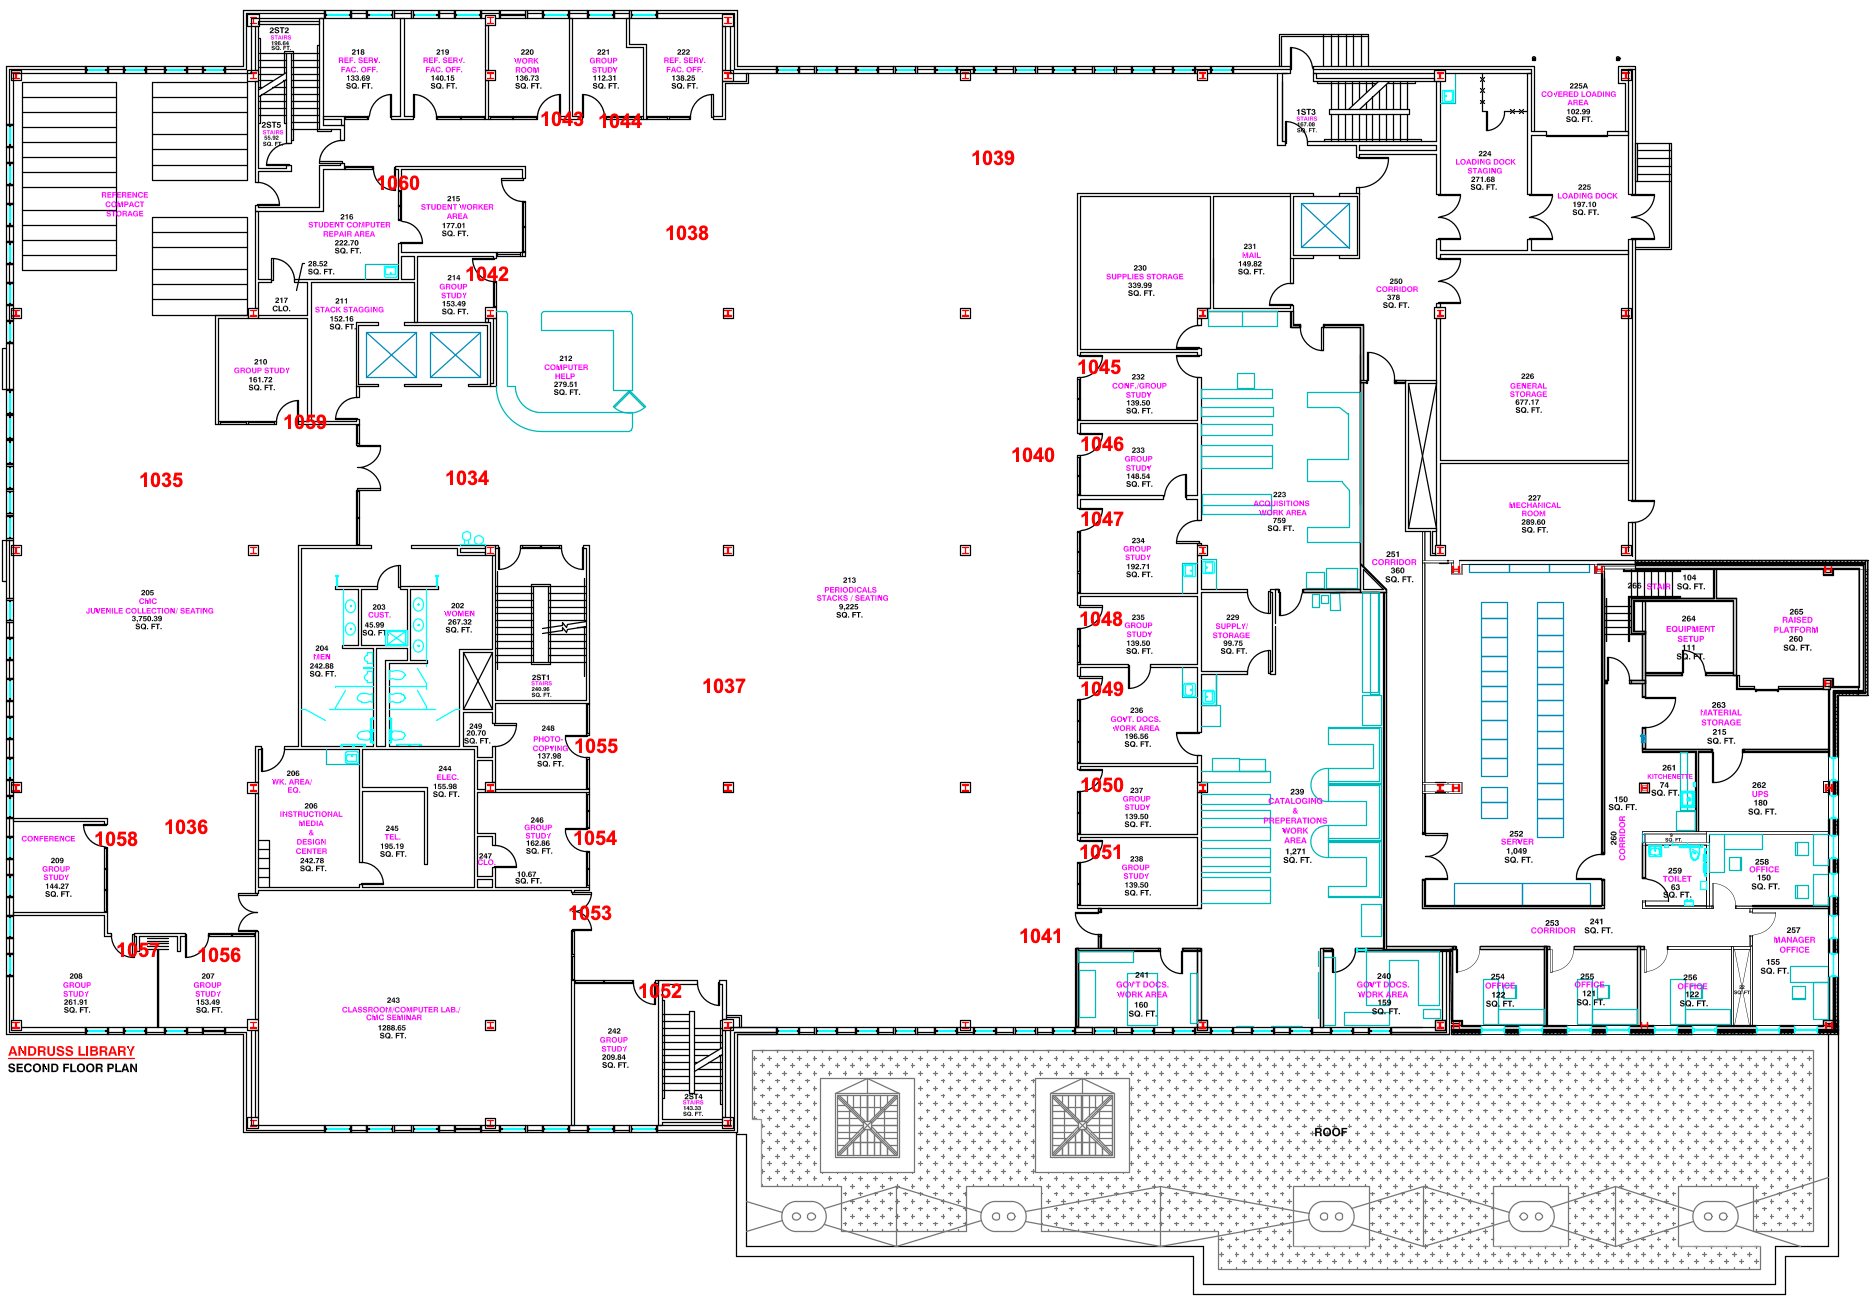 2ST2
STAIRS
196.64
SQ. FT.
218
REF. SERV.
FAC. OFF.
133.69
SQ. FT.
219
REF. SERV.
FAC. OFF.
140.15
SQ. FT.
220
WORK
ROOM
136.73
SQ. FT.
221
GROUP
STUDY
112.31
SQ. FT.
222
REF. SERV.
FAC. OFF.
138.25
SQ. FT.
1043
1044
2ST5
STAIRS
55.92
SQ. FT.
1ST3
STAIRS
167.00
SQ. FT.
225A
COVERED LOADING
AREA
102.99
SQ. FT.
224
LOADING DOCK
STAGING
271.68
SQ. FT.
225
LOADING DOCK
197.10
SQ. FT.
1039
REFERENCE
COMPACT
STORAGE
1060
215
STUDENT WORKER
AREA
177.01
SQ. FT.
216
STUDENT COMPUTER
REPAIR AREA
222.70
SQ. FT.
1038
28.52
SQ. FT.
217
CLO.
211
STACK STAGGING
152.16
SQ. FT.
214
GROUP
STUDY
153.49
SQ. FT.
1042
230
SUPPLIES STORAGE
339.99
SQ. FT.
231
MAIL
149.82
SQ. FT.
250
CORRIDOR
378
SQ. FT.
210
GROUP STUDY
161.72
SQ. FT.
1059
212
COMPUTER
HELP
279.51
SQ. FT.
1045
232
CONF./GROUP
STUDY
139.50
SQ. FT.
226
GENERAL
STORAGE
677.17
SQ. FT.
1035
1034
1040
1046
233
GROUP
STUDY
148.54
SQ. FT.
223
ACQUISITIONS
WORK AREA
759
SQ. FT.
227
MECHANICAL
ROOM
289.60
SQ. FT.
1047
234
GROUP
STUDY
192.71
SQ. FT.
251
CORRIDOR
360
SQ. FT.
205
CMC
JUVENILE COLLECTION/ SEATING
3,750.39
SQ. FT.
203
CUST.
45.99
SQ. FT.
202
WOMEN
267.32
SQ. FT.
204
MEN
242.88
SQ. FT.
213
PERIODICALS
STACKS / SEATING
9,225
SQ. FT.
1048
235
GROUP
STUDY
139.50
SQ. FT.
229
SUPPLY/
STORAGE
99.75
SQ. FT.
266
STAIR
104
SQ. FT.
264
EQUIPMENT
SETUP
111
SQ. FT.
265
RAISED
PLATFORM
260
SQ. FT.
2ST1
STAIRS
240.96
SQ. FT.
1037
1049
236
GOVT. DOCS.
WORK AREA
196.56
SQ. FT.
263
MATERIAL
STORAGE
215
SQ. FT.
249
20.70
SQ. FT.
248
PHOTO-
COPYING
137.98
SQ. FT.
1055
206
WK. AREA/
EQ.
206
INSTRUCTIONAL
MEDIA
&
DESIGN
CENTER
242.78
SQ. FT.
244
ELEC.
155.98
SQ. FT.
245
TEL.
195.19
SQ. FT.
246
GROUP
STUDY
162.86
SQ. FT.
247
CLO.
10.67
SQ. FT.
1054
1050
237
GROUP
STUDY
139.50
SQ. FT.
239
CATALOGING
&
PREPERATIONS
WORK
AREA
1,271
SQ. FT.
252
SERVER
1,049
SQ. FT.
150
SQ. FT.
260
CORRIDOR
261
KITCHENETTE
74
SQ. FT.
262
UPS
180
SQ. FT.
SQ. FT.
1036
CONFERENCE
1058
209
GROUP
STUDY
144.27
SQ. FT.
1051
238
GROUP
STUDY
139.50
SQ. FT.
259
TOILET
63
SQ. FT.
258
OFFICE
150
SQ. FT.
1053
1041
253
CORRIDOR
241
SQ. FT.
257
MANAGER
OFFICE
155
SQ. FT.
1057
1056
208
GROUP
STUDY
261.91
SQ. FT.
207
GROUP
STUDY
153.49
SQ. FT.
243
CLASSROOM/COMPUTER LAB./
CMC SEMINAR
1288.65
SQ. FT.
1052
242
GROUP
STUDY
209.84
SQ. FT.
241
GOVT DOCS.
WORK AREA
160
SQ. FT.
240
GOVT DOCS.
WORK AREA
159
SQ. FT.
254
OFFICE
122
SQ. FT.
255
OFFICE
121
SQ. FT.
256
OFFICE
122
SQ. FT.
22
SQ. FT.
2ST4
STAIRS
143.33
SQ. FT.
ANDRUSS LIBRARY
SECOND FLOOR PLAN
ROOF